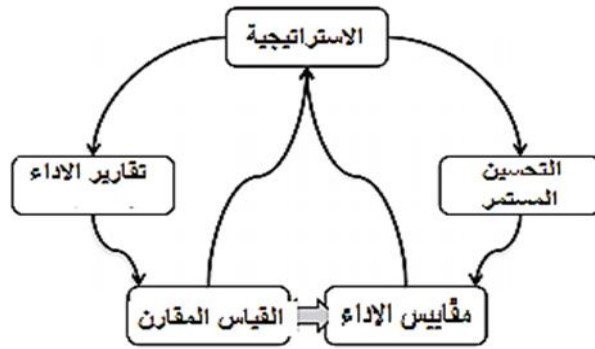 الاستراتيجية
التحسين
المستمر
تقارير الاداء
مقاييس الاداء
القياس المقارن